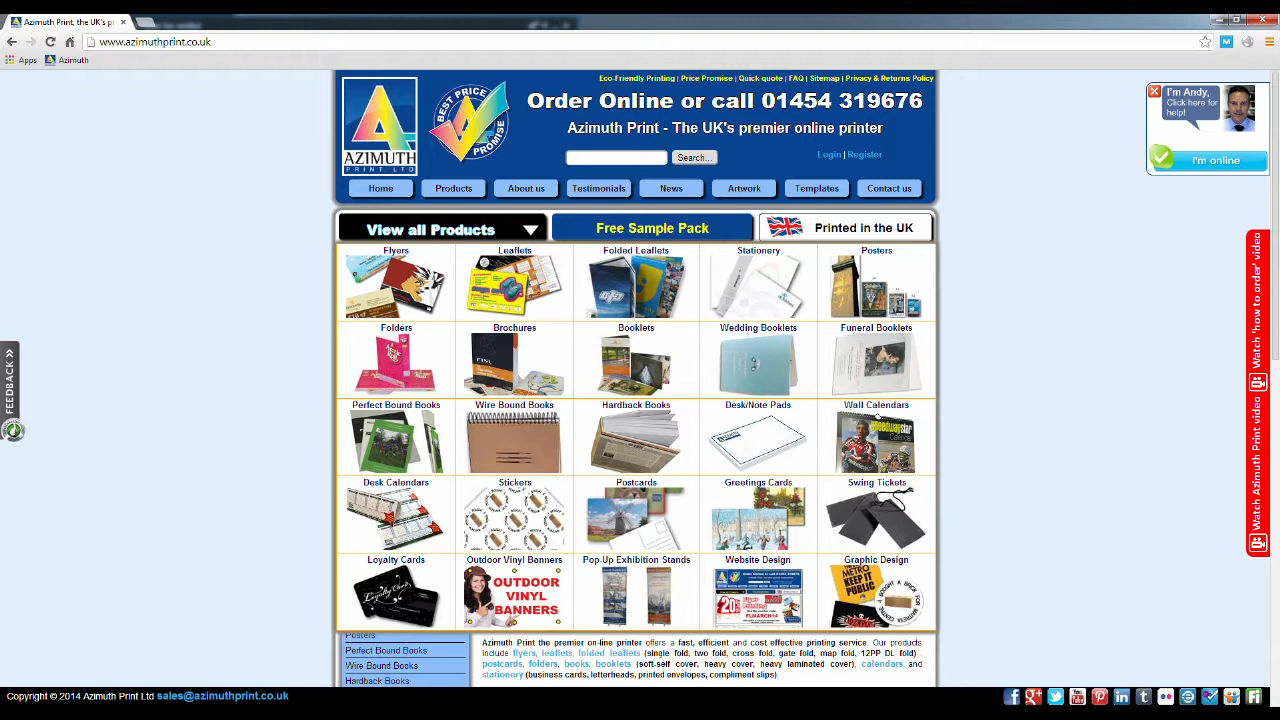 Azimuth Print, the UK's pr
www.azimuthprint.co.uk
Apps Azimuth
Eco-Friendly Printing | Price Promise | Quick quote | FAQ | Sitemap | Privacy & Returns Policy
AZIMUTH
PRINT LTD
BEST PRICE
PROMISE
Order Online or call 01454 319676
Azimuth Print - The UK's premier online printer
Search...
Login | Register
Home Products About us Testimonials News Artwork Templates Contact us
I'm Andy,
Click here for
help!
I'm online
View all Products Free Sample Pack Printed in the UK
Flyers Leaflets Folded Leaflets Stationery Posters
Folders Brochures Booklets Wedding Booklets Funeral Booklets
Perfect Bound Books Wire Bound Books Hardback Books Desk/Note Pads Wall Calendars
speedwaystar
Calendar
Desk Calendars Stickers Postcards Greetings Cards Swing Tickets
Loyalty Cards Outdoor Vinyl Banners Pop-Up Exhibition Stands Website Design Graphic Design
OUTDOOR
VINYL
BANNERS
METRO
KEEP IT
PUBLIC
FEEDBACK
Watch 'how to order' video
Watch Azimuth Print video
Posters
Perfect Bound Books
Wire Bound Books
Hardback Books
Azimuth Print the premier on-line printer offers a fast, efficient and cost effective printing service. Our products
include flyers, leaflets, folded leaflets (single fold, two fold, cross fold, gate fold, map fold, 12PP DL fold) ,
postcards, folders, books, booklets (soft-self cover, heavy cover, heavy laminated cover), calendars and
stationery (business cards, letterheads, printed envelopes, compliment slips).
Copyright © 2014 Azimuth Print Ltd sales@azimuthprint.co.uk